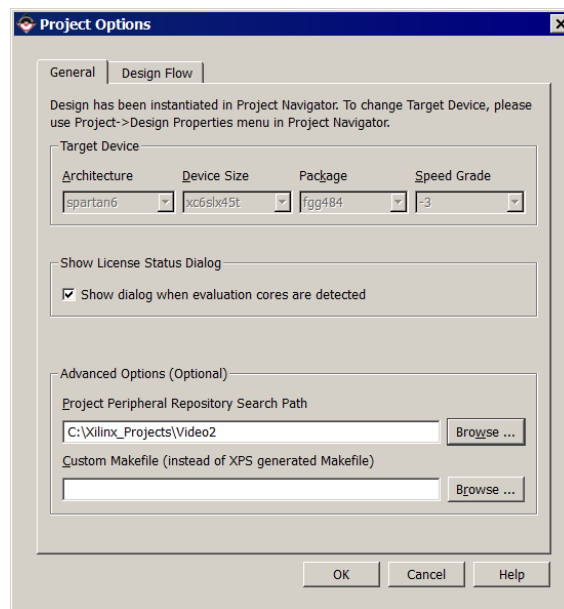 Project Options
General
Design Flow
Design has been instantiated in Project Navigator. To change Target Device, please
use Project->Design Properties menu in Project Navigator.
Target Device
Architecture Device Size Package Speed Grade
spartan6 xc6slx45t fgg484 -3
Show License Status Dialog
Show dialog when evaluation cores are detected
Advanced Options (Optional)
Project Peripheral Repository Search Path
C:\Xilinx_Projects\Video2 Browse ...
Custom Makefile (instead of XPS generated Makefile)
Browse ...
OK Cancel Help